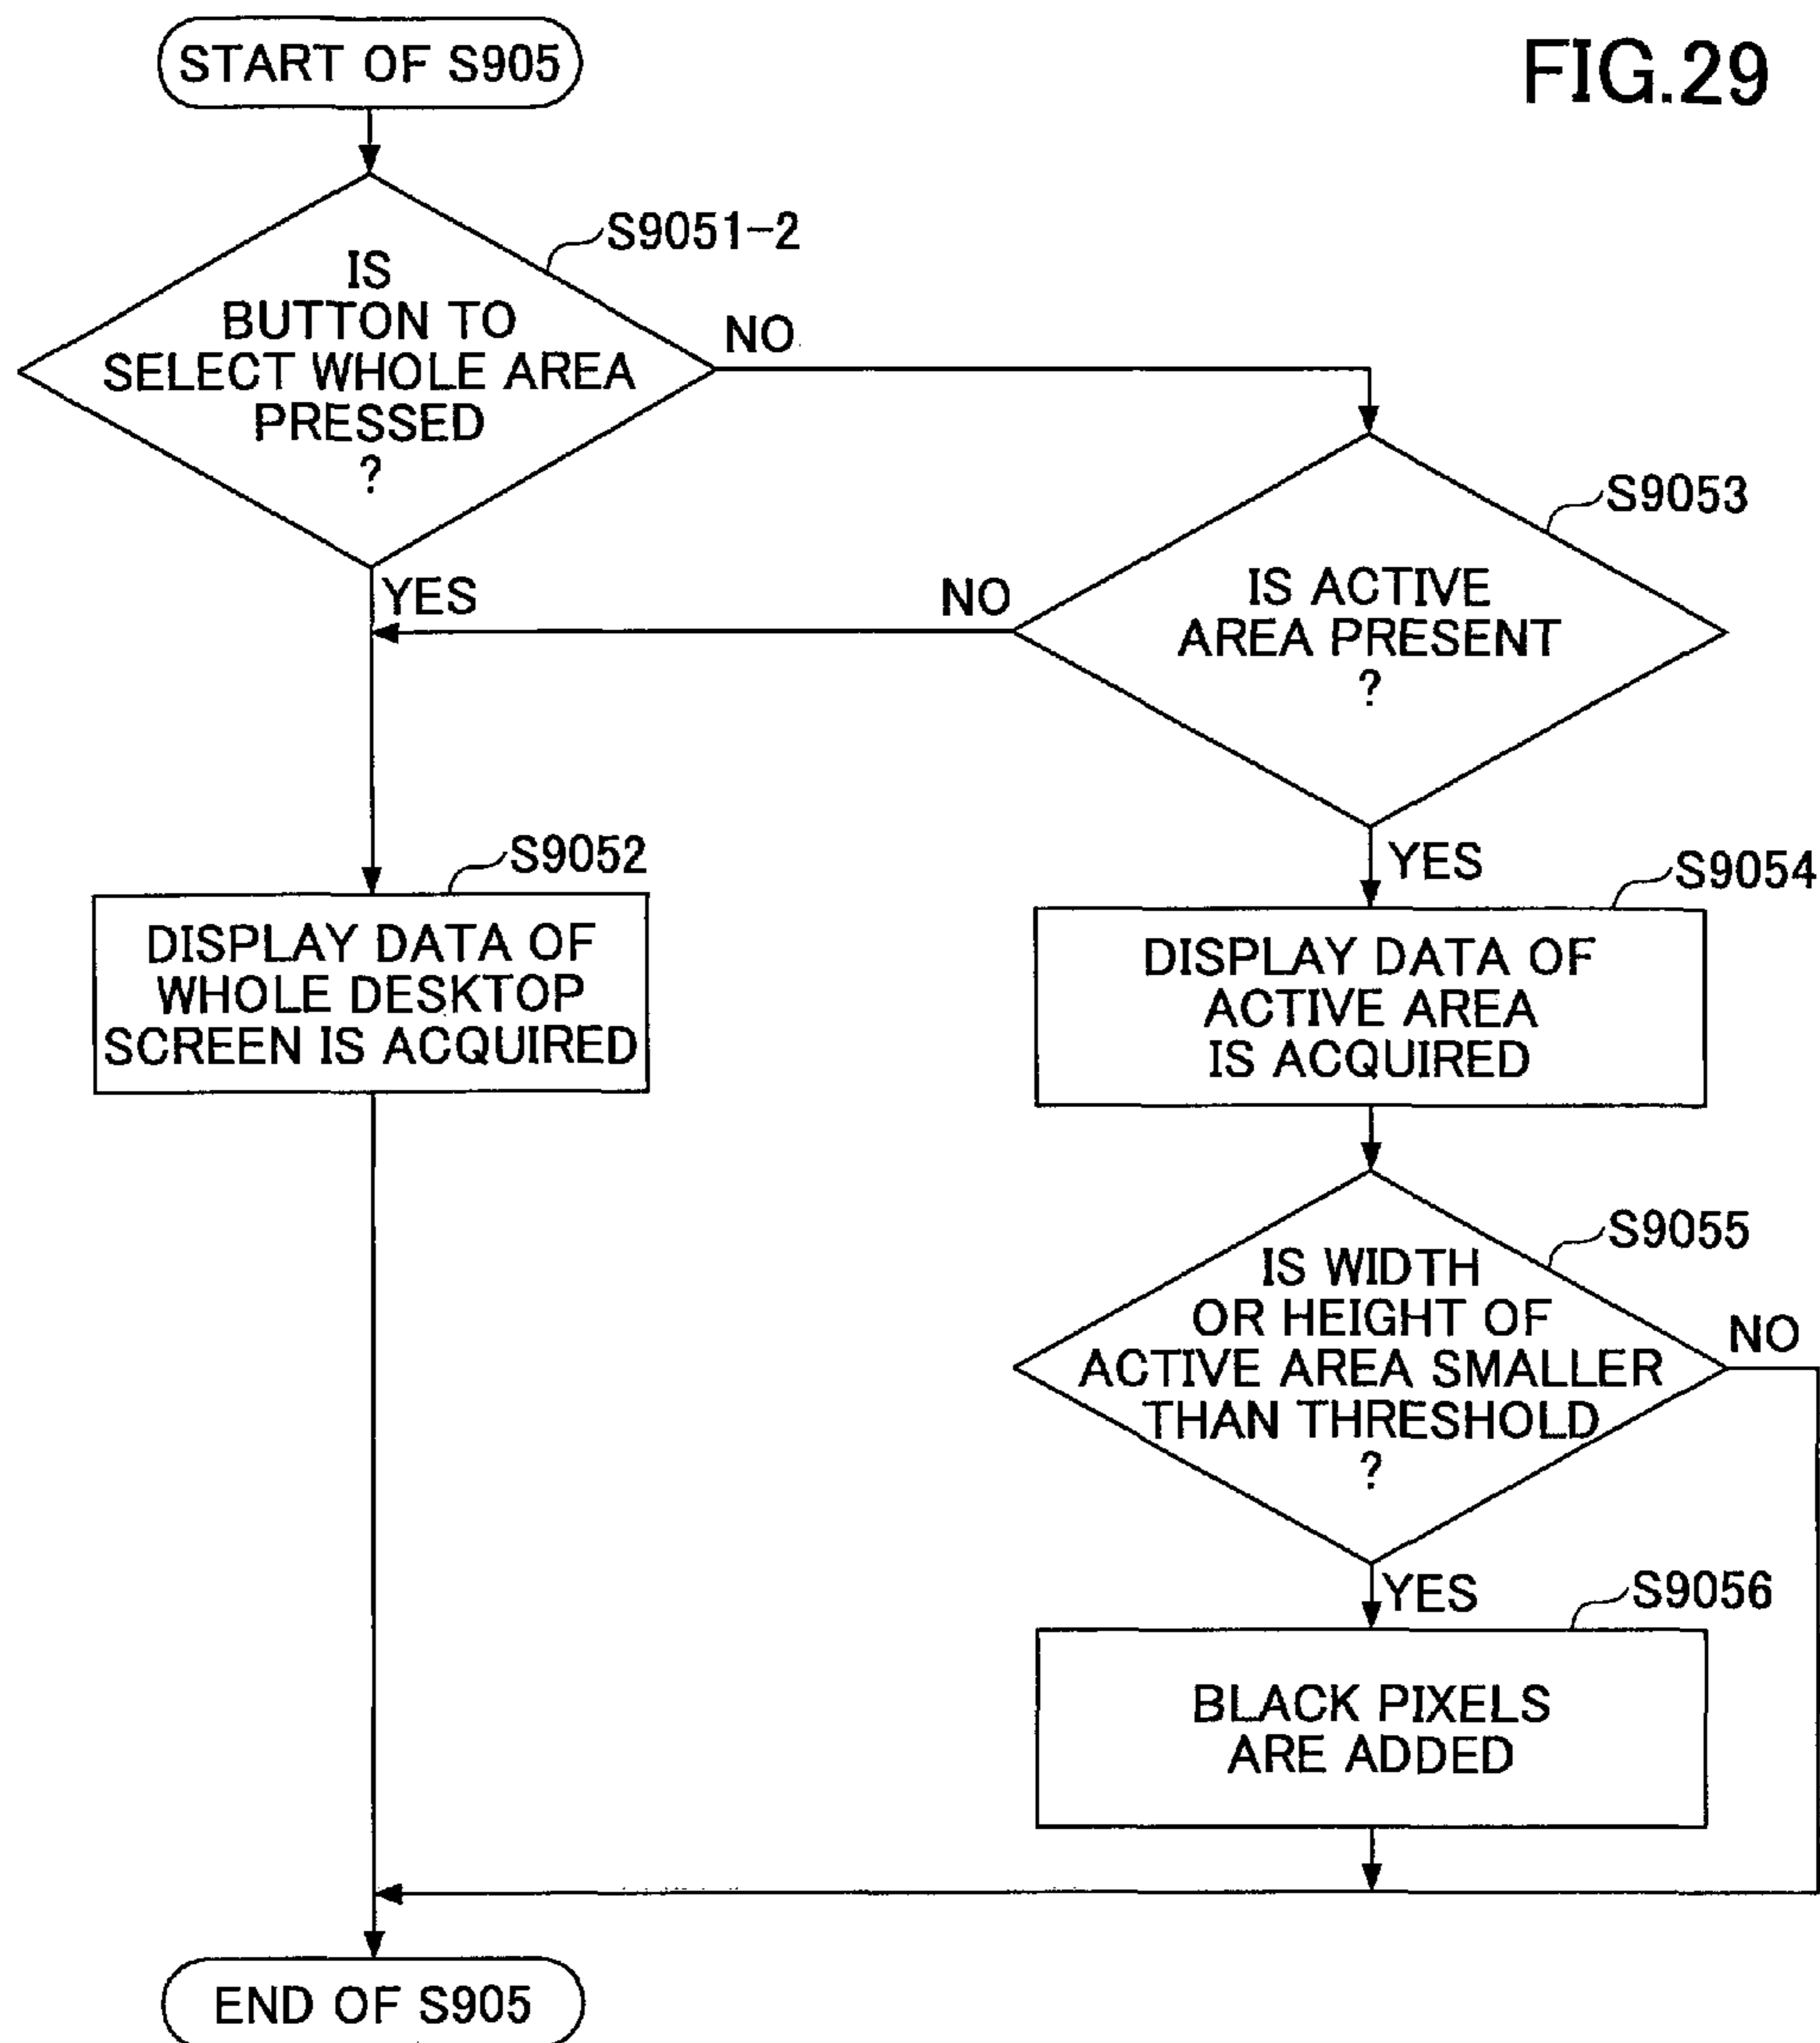 FIG.29
START OF S905
S9051-2
IS
BUTTON TO
SELECT WHOLE AREA
PRESSED
?
NO
YES
S9053
IS ACTIVE
AREA PRESENT
?
NO
YES
S9052
DISPLAY DATA OF
WHOLE DESKTOP
SCREEN IS ACQUIRED
S9054
DISPLAY DATA OF
ACTIVE AREA
IS ACQUIRED
S9055
IS WIDTH
OR HEIGHT OF
ACTIVE AREA SMALLER
THAN THRESHOLD
?
NO
YES
S9056
BLACK PIXELS
ARE ADDED
END OF S905